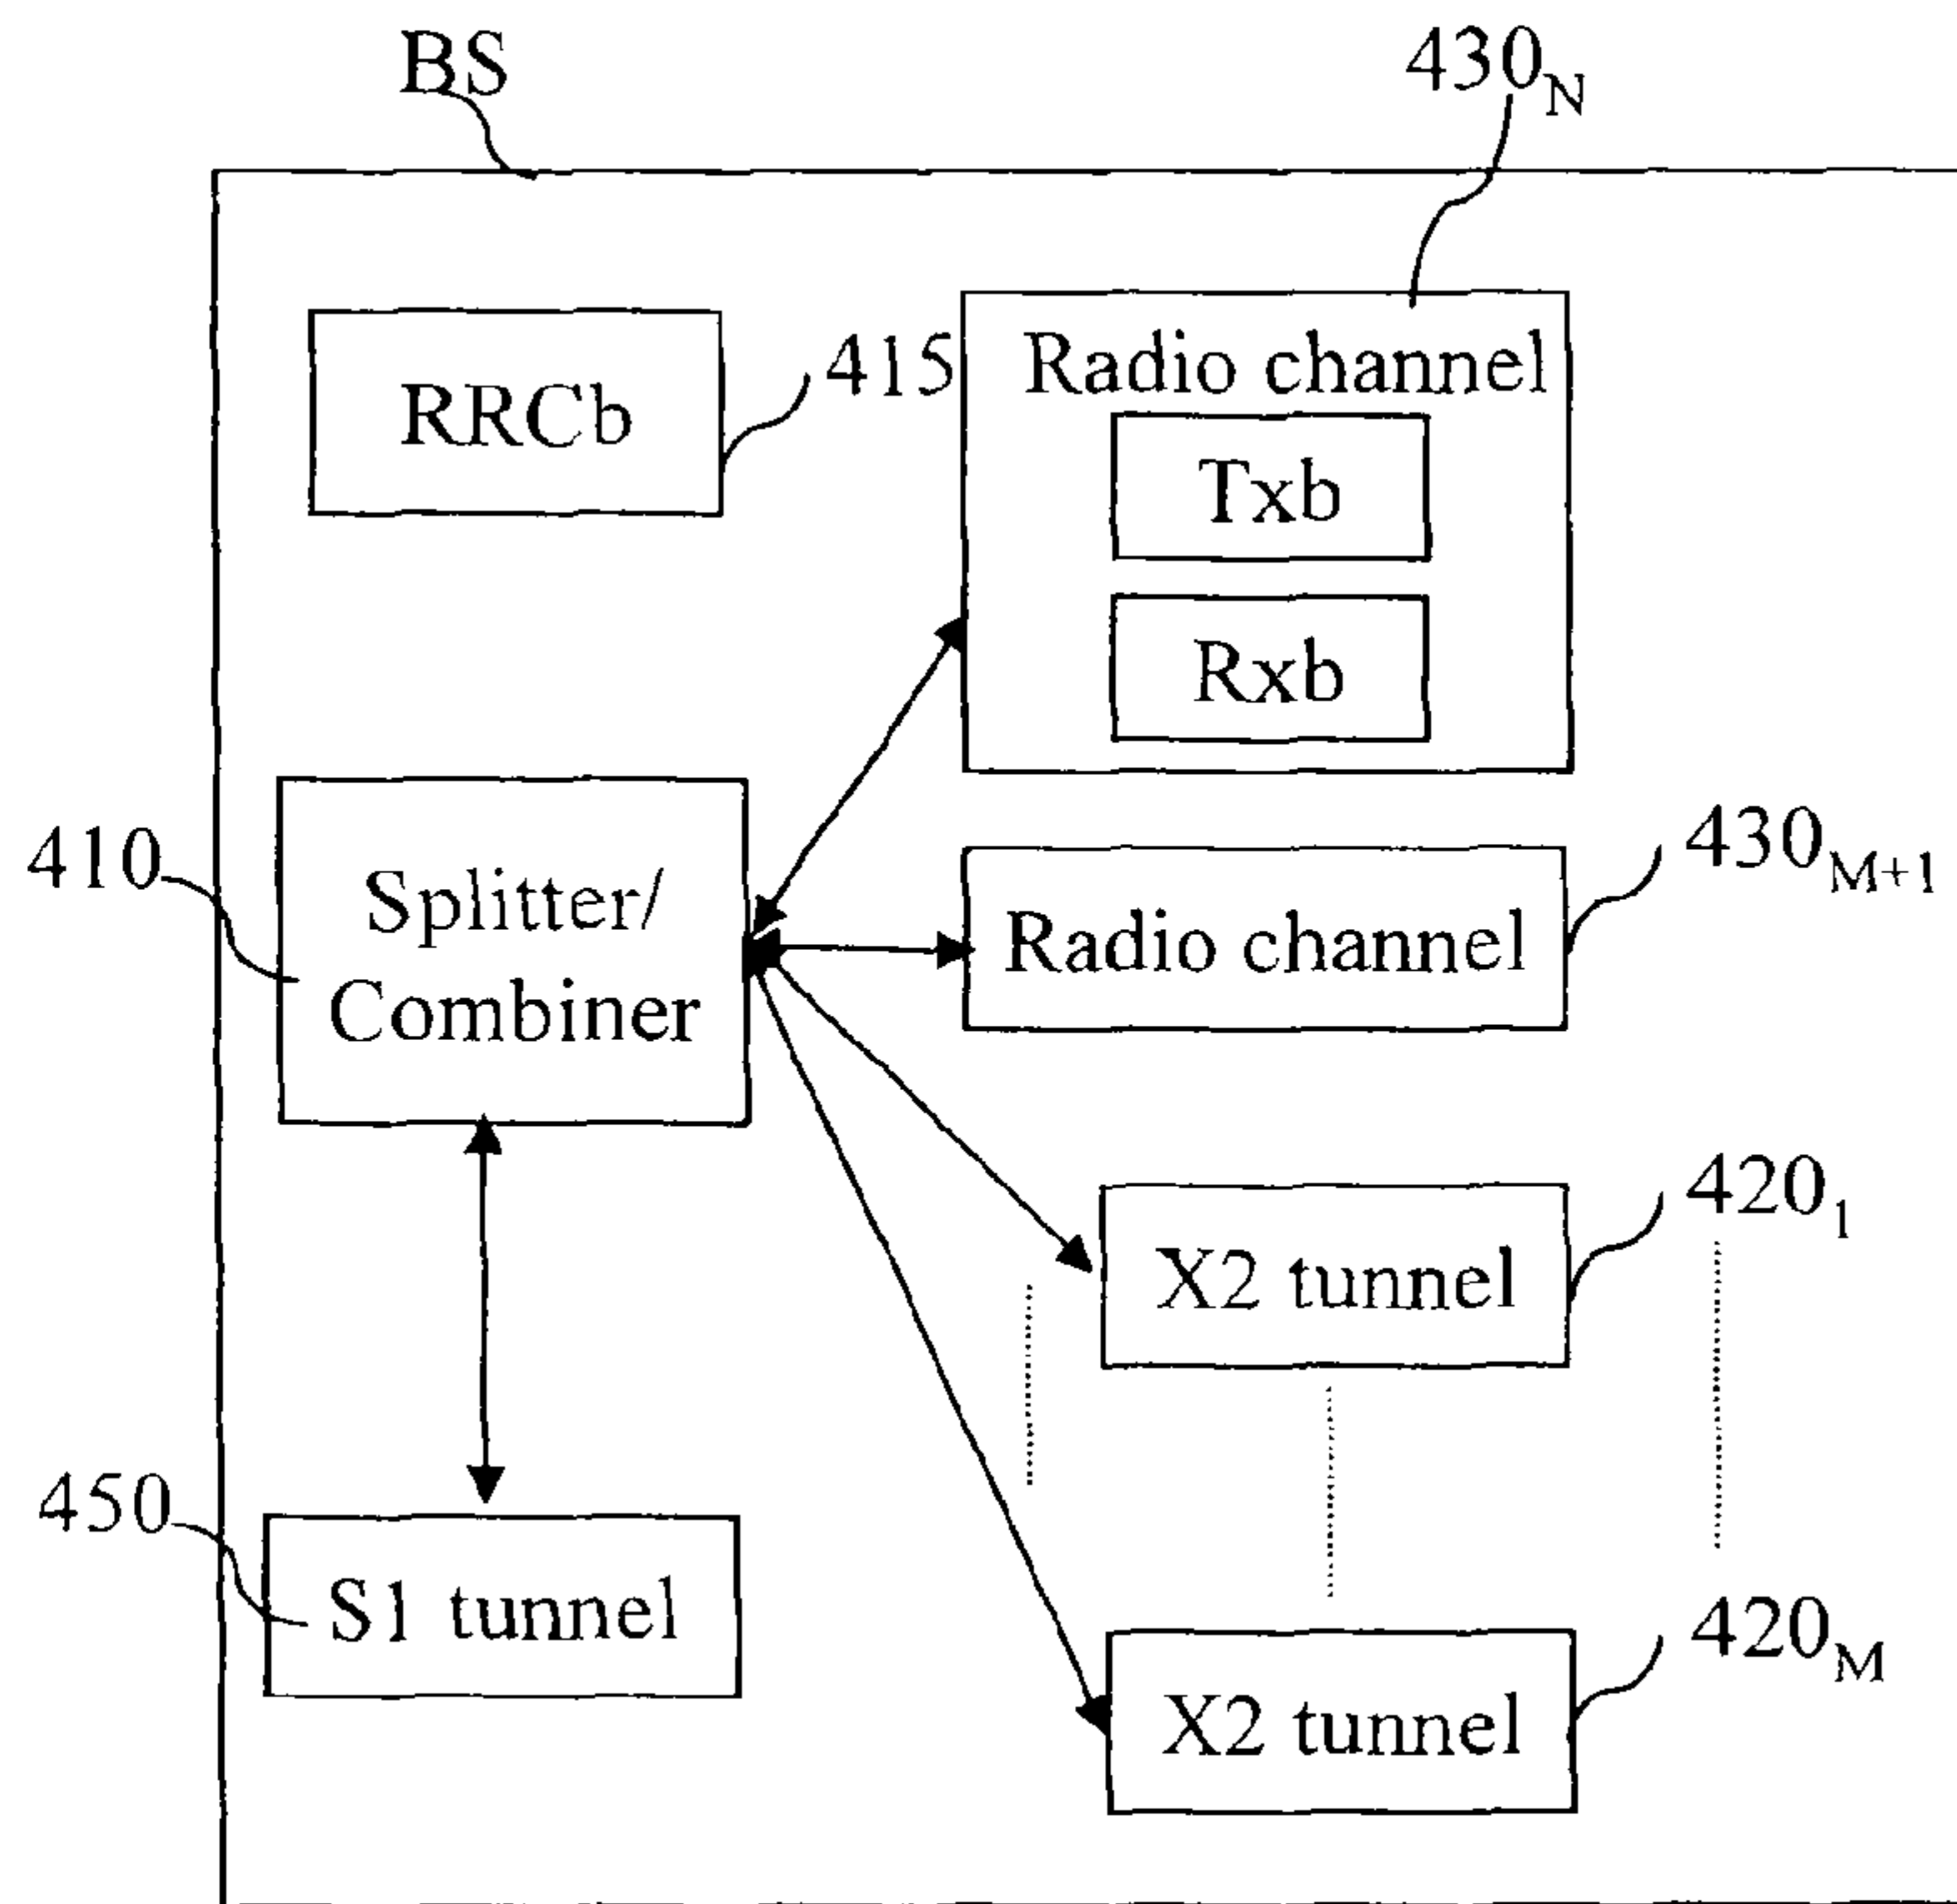 BS
430N
RRCb
415
Radio channel
Txb
Rxb
410
Splitter/
Combiner
Radio channel
430M+1
X2 tunnel
4201
450
S1 tunnel
X2 tunnel
420M